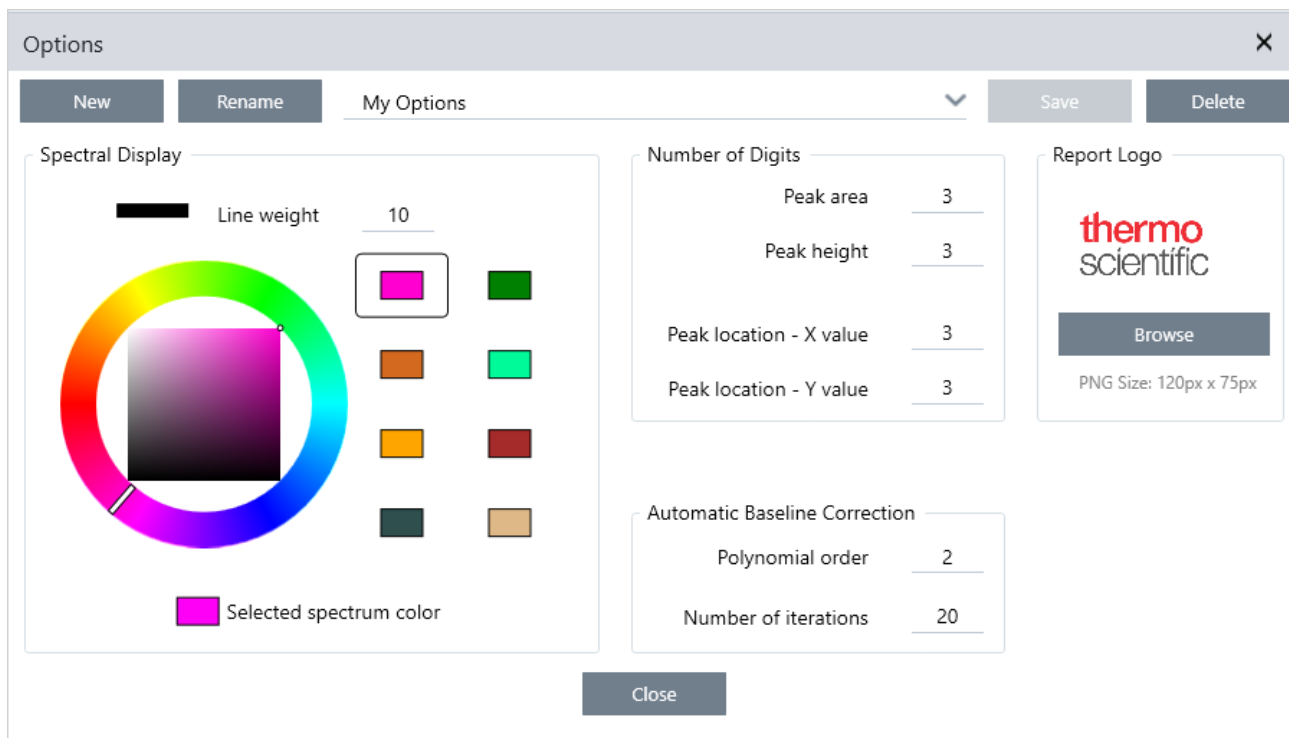 Options
New
Rename
My Options
Save
Delete
Spectral Display
Line weight 10
Selected spectrum color
Number of Digits
Peak area 3
Peak height 3
Peak location - X value 3
Peak location - Y value 3
Automatic Baseline Correction
Polynomial order 2
Number of iterations 20
Report Logo
thermo
scientific
Browse
PNG Size: 120px x 75px
Close